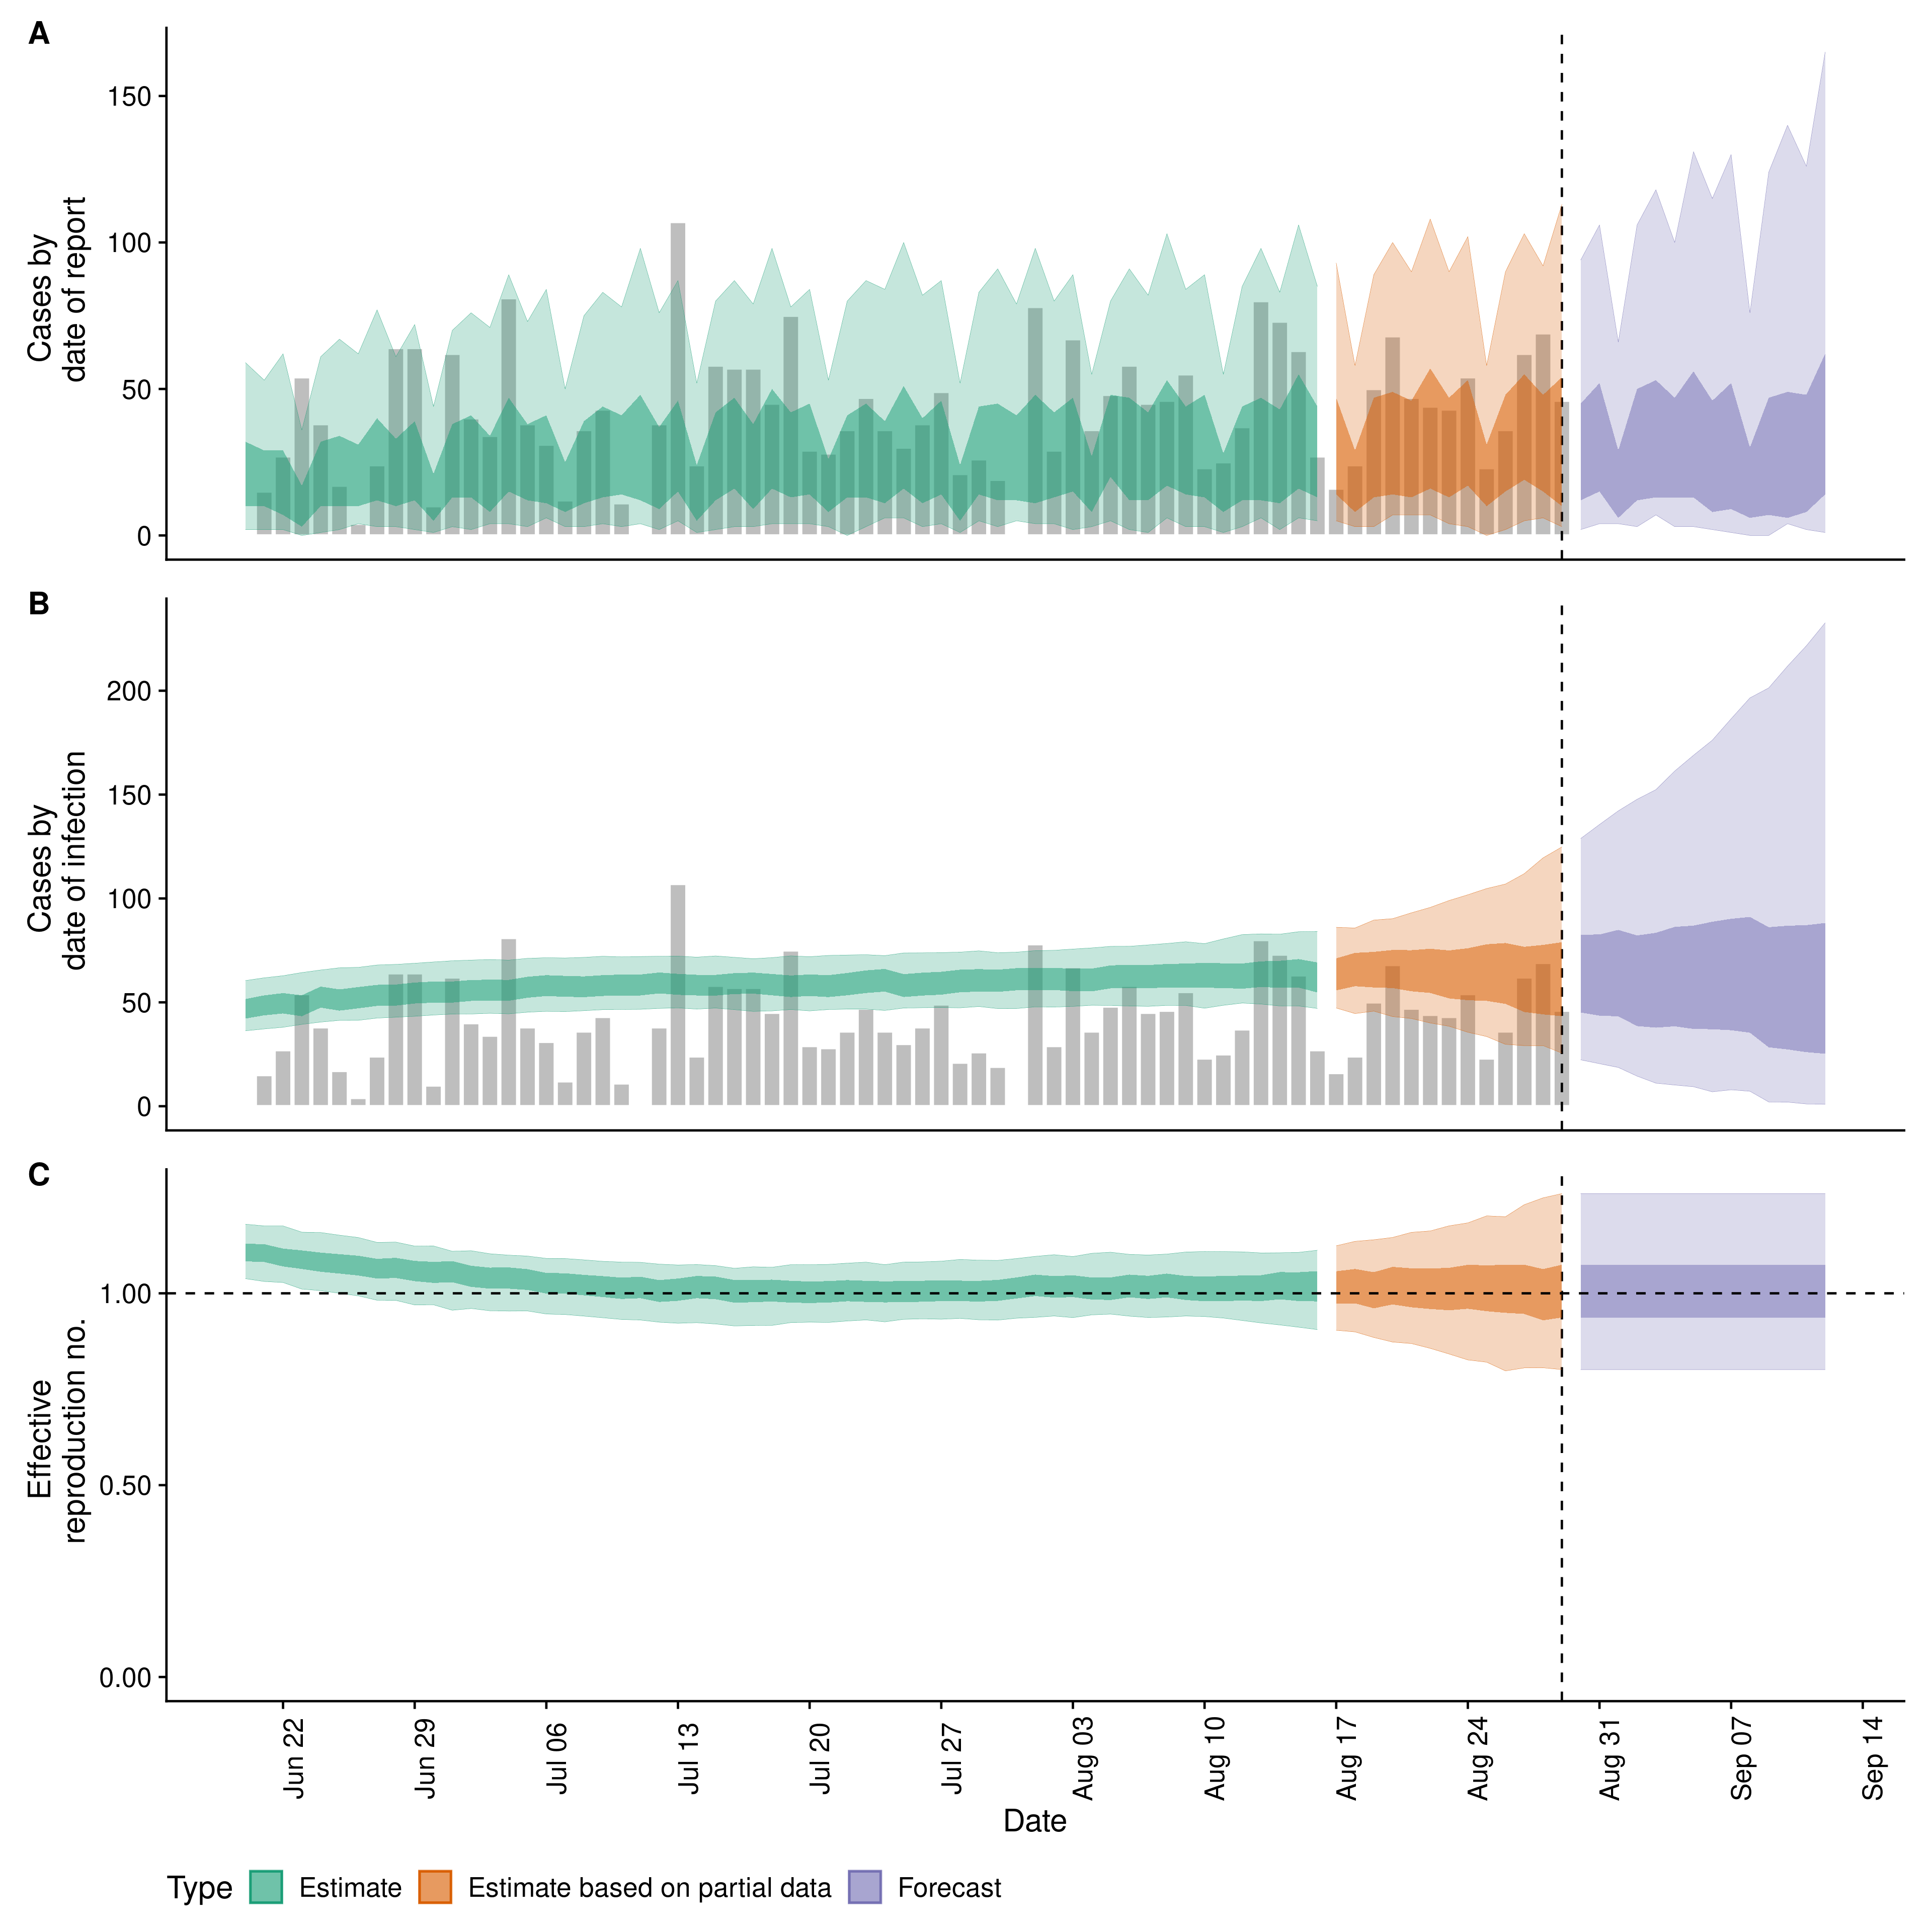 A
Cases by
date of report
150
100
50
0
B
Cases by
date of infection
200
150
100
50
0
C
Effective
reproduction no.
1.00
0.50
0.00
Jun 22
Jun 29
Jul 06
Jul 13
Jul 20
Jul 27
Aug 03
Aug 10
Aug 17
Aug 24
Aug 31
Sep 07
Sep 14
Date
Type
Estimate
Estimate based on partial data
Forecast